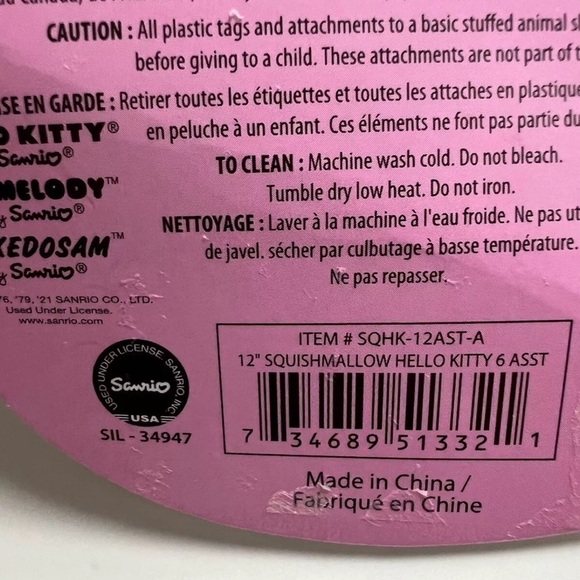 CAUTION : All plastic tags and attachments to a basic stuffed animal
before giving to a child. These attachments are not part of
EN GARDE : Retirer toutes les étiquettes et toutes les attaches en plastique
en peluche à un enfant. Ces éléments ne font pas partie du
KITTY®
Sanrio®
MELODY™
Sanrio®
KEDOSAM™
Sanrio®
TO CLEAN : Machine wash cold. Do not bleach.
Tumble dry low heat. Do not iron.
NETTOYAGE : Laver à la machine à l'eau froide. Ne pas
de javel. sécher par culbutage à basse température.
Ne pas repasser.
'79, '21 SANRIO CO., LTD.
Used Under License.
www.sanrio.com
USED UNDER LICENSE. SANRIO, INC.
Sanrio
USA
SIL - 34947
ITEM # SQHK-12AST-A
12" SQUISHMALLOW HELLO KITTY 6 ASST
7 34689 51332 1
Made in China /
Fabriqué en Chine